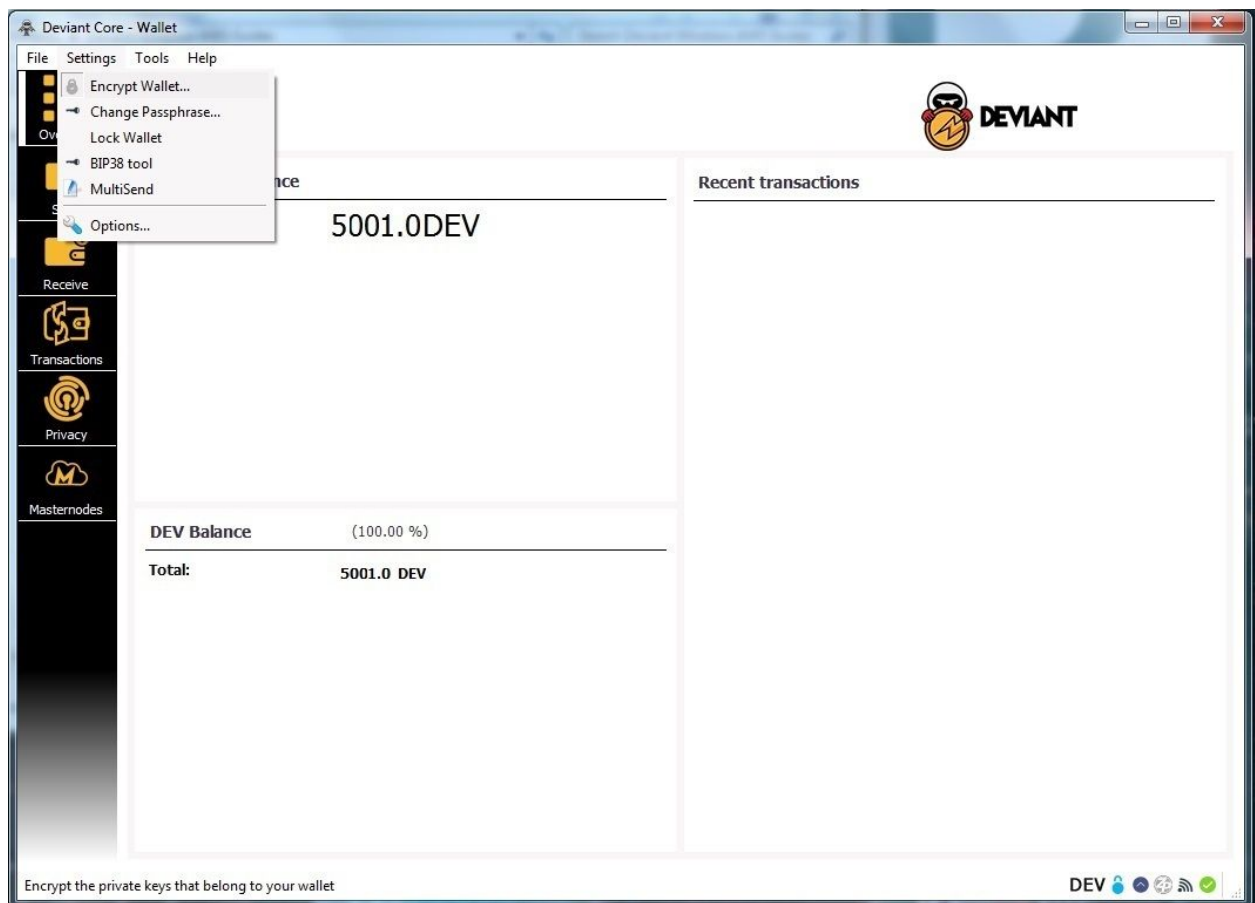 Deviant Core - Wallet
File Settings Tools Help
Encrypt Wallet...
Change Passphrase...
Lock Wallet
BIP38 tool
MultiSend
Options...
DEVIANT
Recent transactions
5001.0DEV
Receive
Transactions
Privacy
Masternodes
DEV Balance (100.00 %)
Total: 5001.0 DEV
Encrypt the private keys that belong to your wallet
DEV